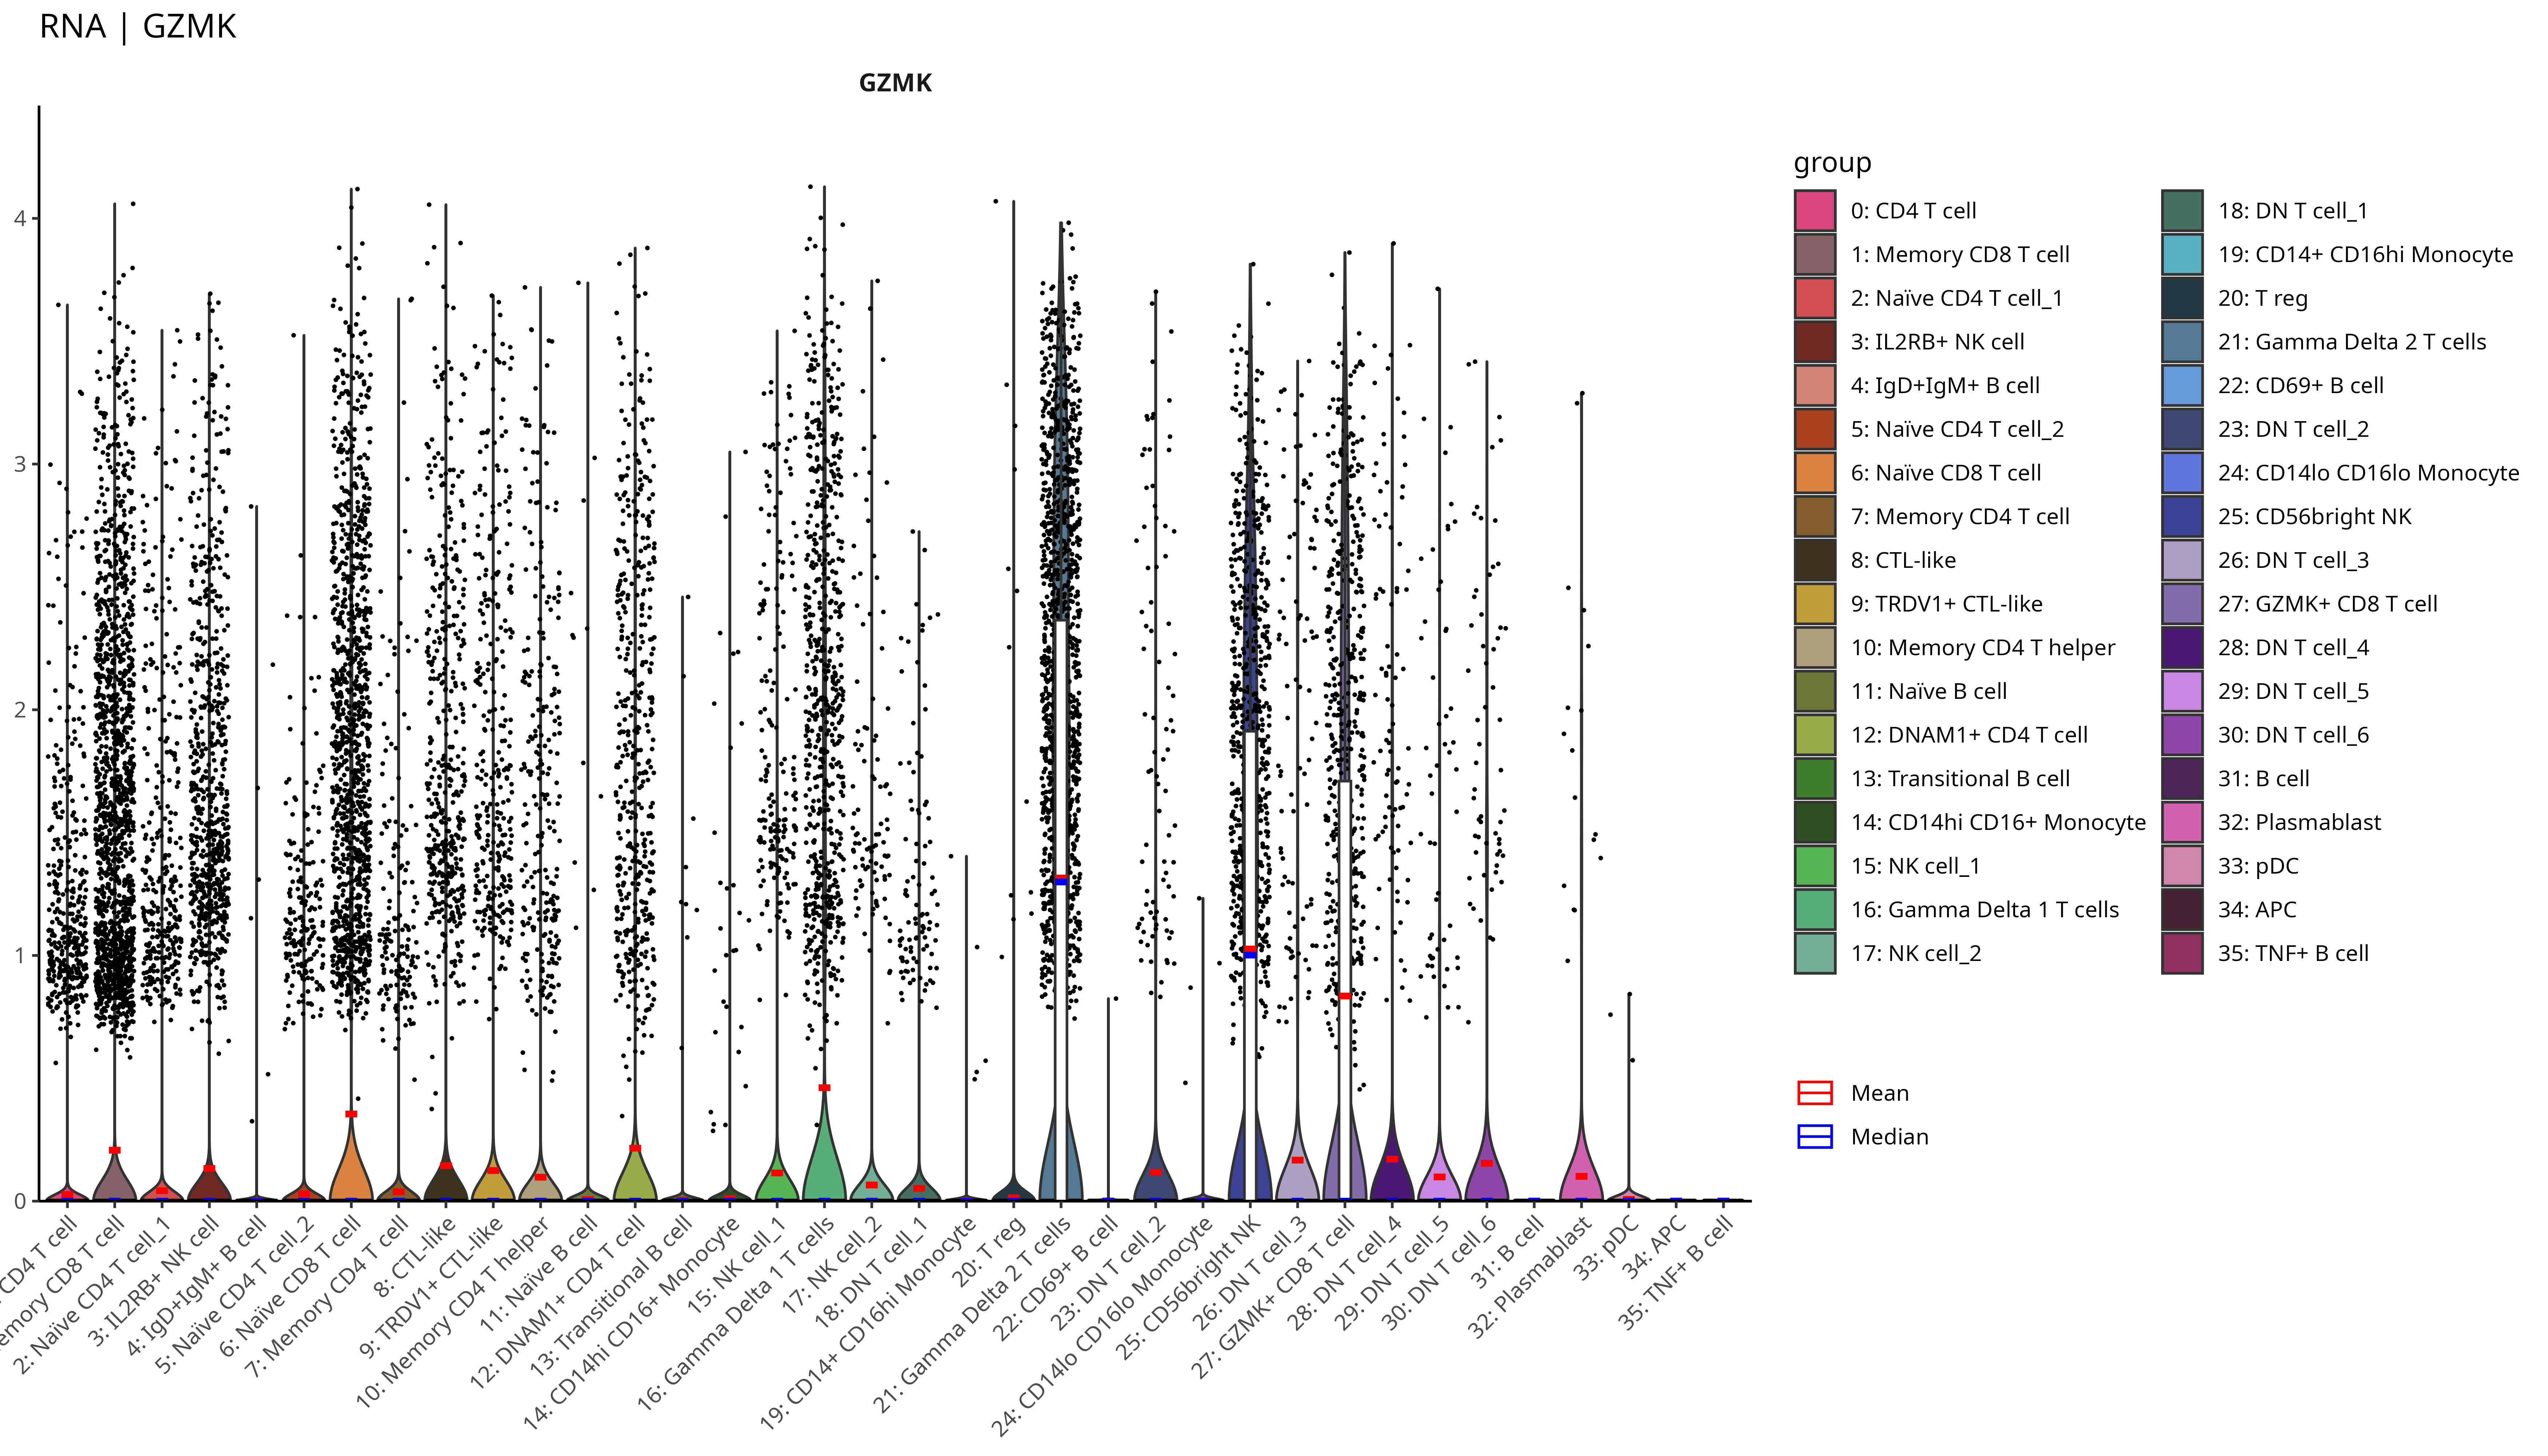 RNA | GZMK
GZMK
4
3
2
1
0
CD4 T cell
Memory CD8 T cell
2: Naïve CD4 T cell_1
3: IL2RB+ NK cell
4: IgD+IgM+ B cell
5: Naïve CD4 T cell_2
6: Naïve CD8 T cell
7: Memory CD4 T cell
8: CTL-like
9: TRDV1+ CTL-like
10: Memory CD4 T helper
11: Naïve B cell
12: DNAM1+ CD4 T cell
13: Transitional B cell
14: CD14hi CD16+ Monocyte
15: NK cell_1
16: Gamma Delta 1 T cells
17: NK cell_2
18: DN T cell_1
19: CD14+ CD16hi Monocyte
20: T reg
21: Gamma Delta 2 T cells
22: CD69+ B cell
23: DN T cell_2
24: CD14lo CD16lo Monocyte
25: CD56bright NK
26: DN T cell_3
27: GZMK+ CD8 T cell
28: DN T cell_4
29: DN T cell_5
30: DN T cell_6
31: B cell
32: Plasmablast
33: pDC
34: APC
35: TNF+ B cell
group
0: CD4 T cell
1: Memory CD8 T cell
2: Naïve CD4 T cell_1
3: IL2RB+ NK cell
4: IgD+IgM+ B cell
5: Naïve CD4 T cell_2
6: Naïve CD8 T cell
7: Memory CD4 T cell
8: CTL-like
9: TRDV1+ CTL-like
10: Memory CD4 T helper
11: Naïve B cell
12: DNAM1+ CD4 T cell
13: Transitional B cell
14: CD14hi CD16+ Monocyte
15: NK cell_1
16: Gamma Delta 1 T cells
17: NK cell_2
18: DN T cell_1
19: CD14+ CD16hi Monocyte
20: T reg
21: Gamma Delta 2 T cells
22: CD69+ B cell
23: DN T cell_2
24: CD14lo CD16lo Monocyte
25: CD56bright NK
26: DN T cell_3
27: GZMK+ CD8 T cell
28: DN T cell_4
29: DN T cell_5
30: DN T cell_6
31: B cell
32: Plasmablast
33: pDC
34: APC
35: TNF+ B cell
Mean
Median